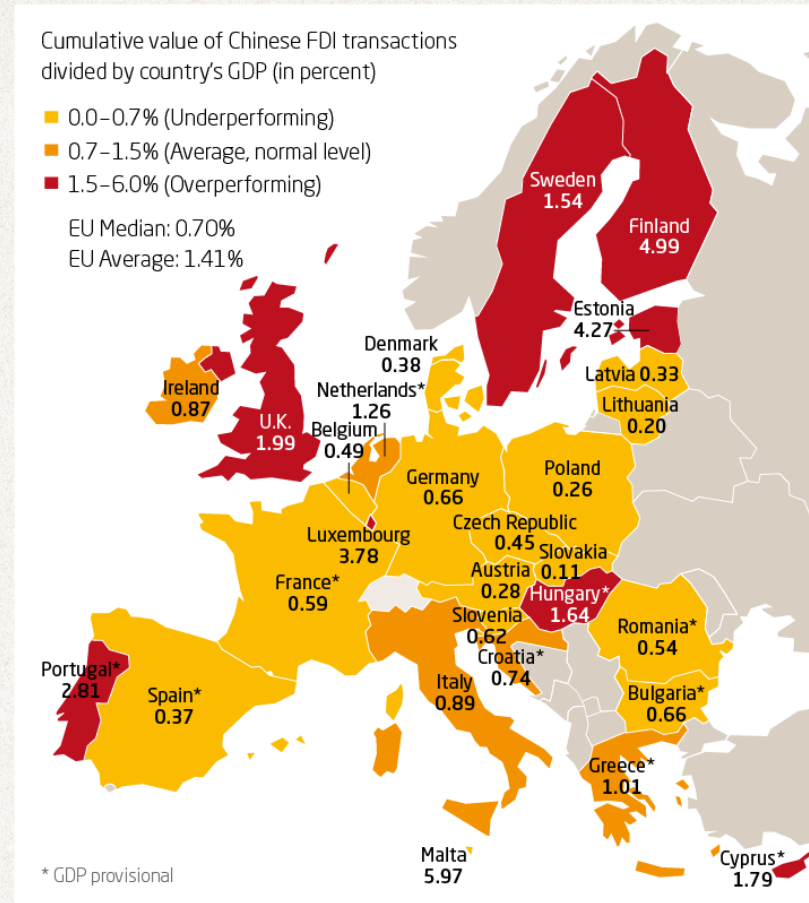 Cumulative value of Chinese FDI transactions
divided by country's GDP (in percent)
0.0–0.7% (Underperforming)
0.7–1.5% (Average, normal level)
1.5–6.0% (Overperforming)
EU Median: 0.70%
EU Average: 1.41%
Sweden
1.54
Finland
4.99
Estonia
4.27
Denmark
0.38
Latvia 0.33
Ireland
0.87
Netherlands*
1.26
Lithuania
0.20
U.K.
1.99
Belgium
0.49
Germany
0.66
Poland
0.26
Luxembourg
3.78
Czech Republic
0.45
Slovakia
0.11
France*
0.59
Austria
0.28
Hungary*
1.64
Slovenia
0.62
Romania*
0.54
Croatia*
0.74
Portugal*
2.81
Spain*
0.37
Italy
0.89
Bulgaria*
0.66
Greece*
1.01
Malta
5.97
Cyprus*
1.79
* GDP provisional